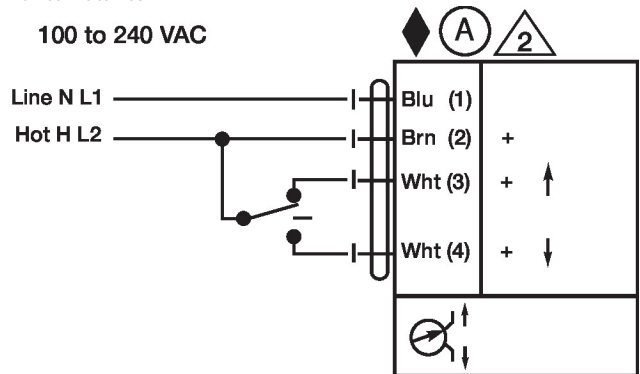 100 to 240 VAC
A
2
Line N L1
Blu (1)
Hot H L2
Brn (2) +
Wht (3) +
Wht (4) +